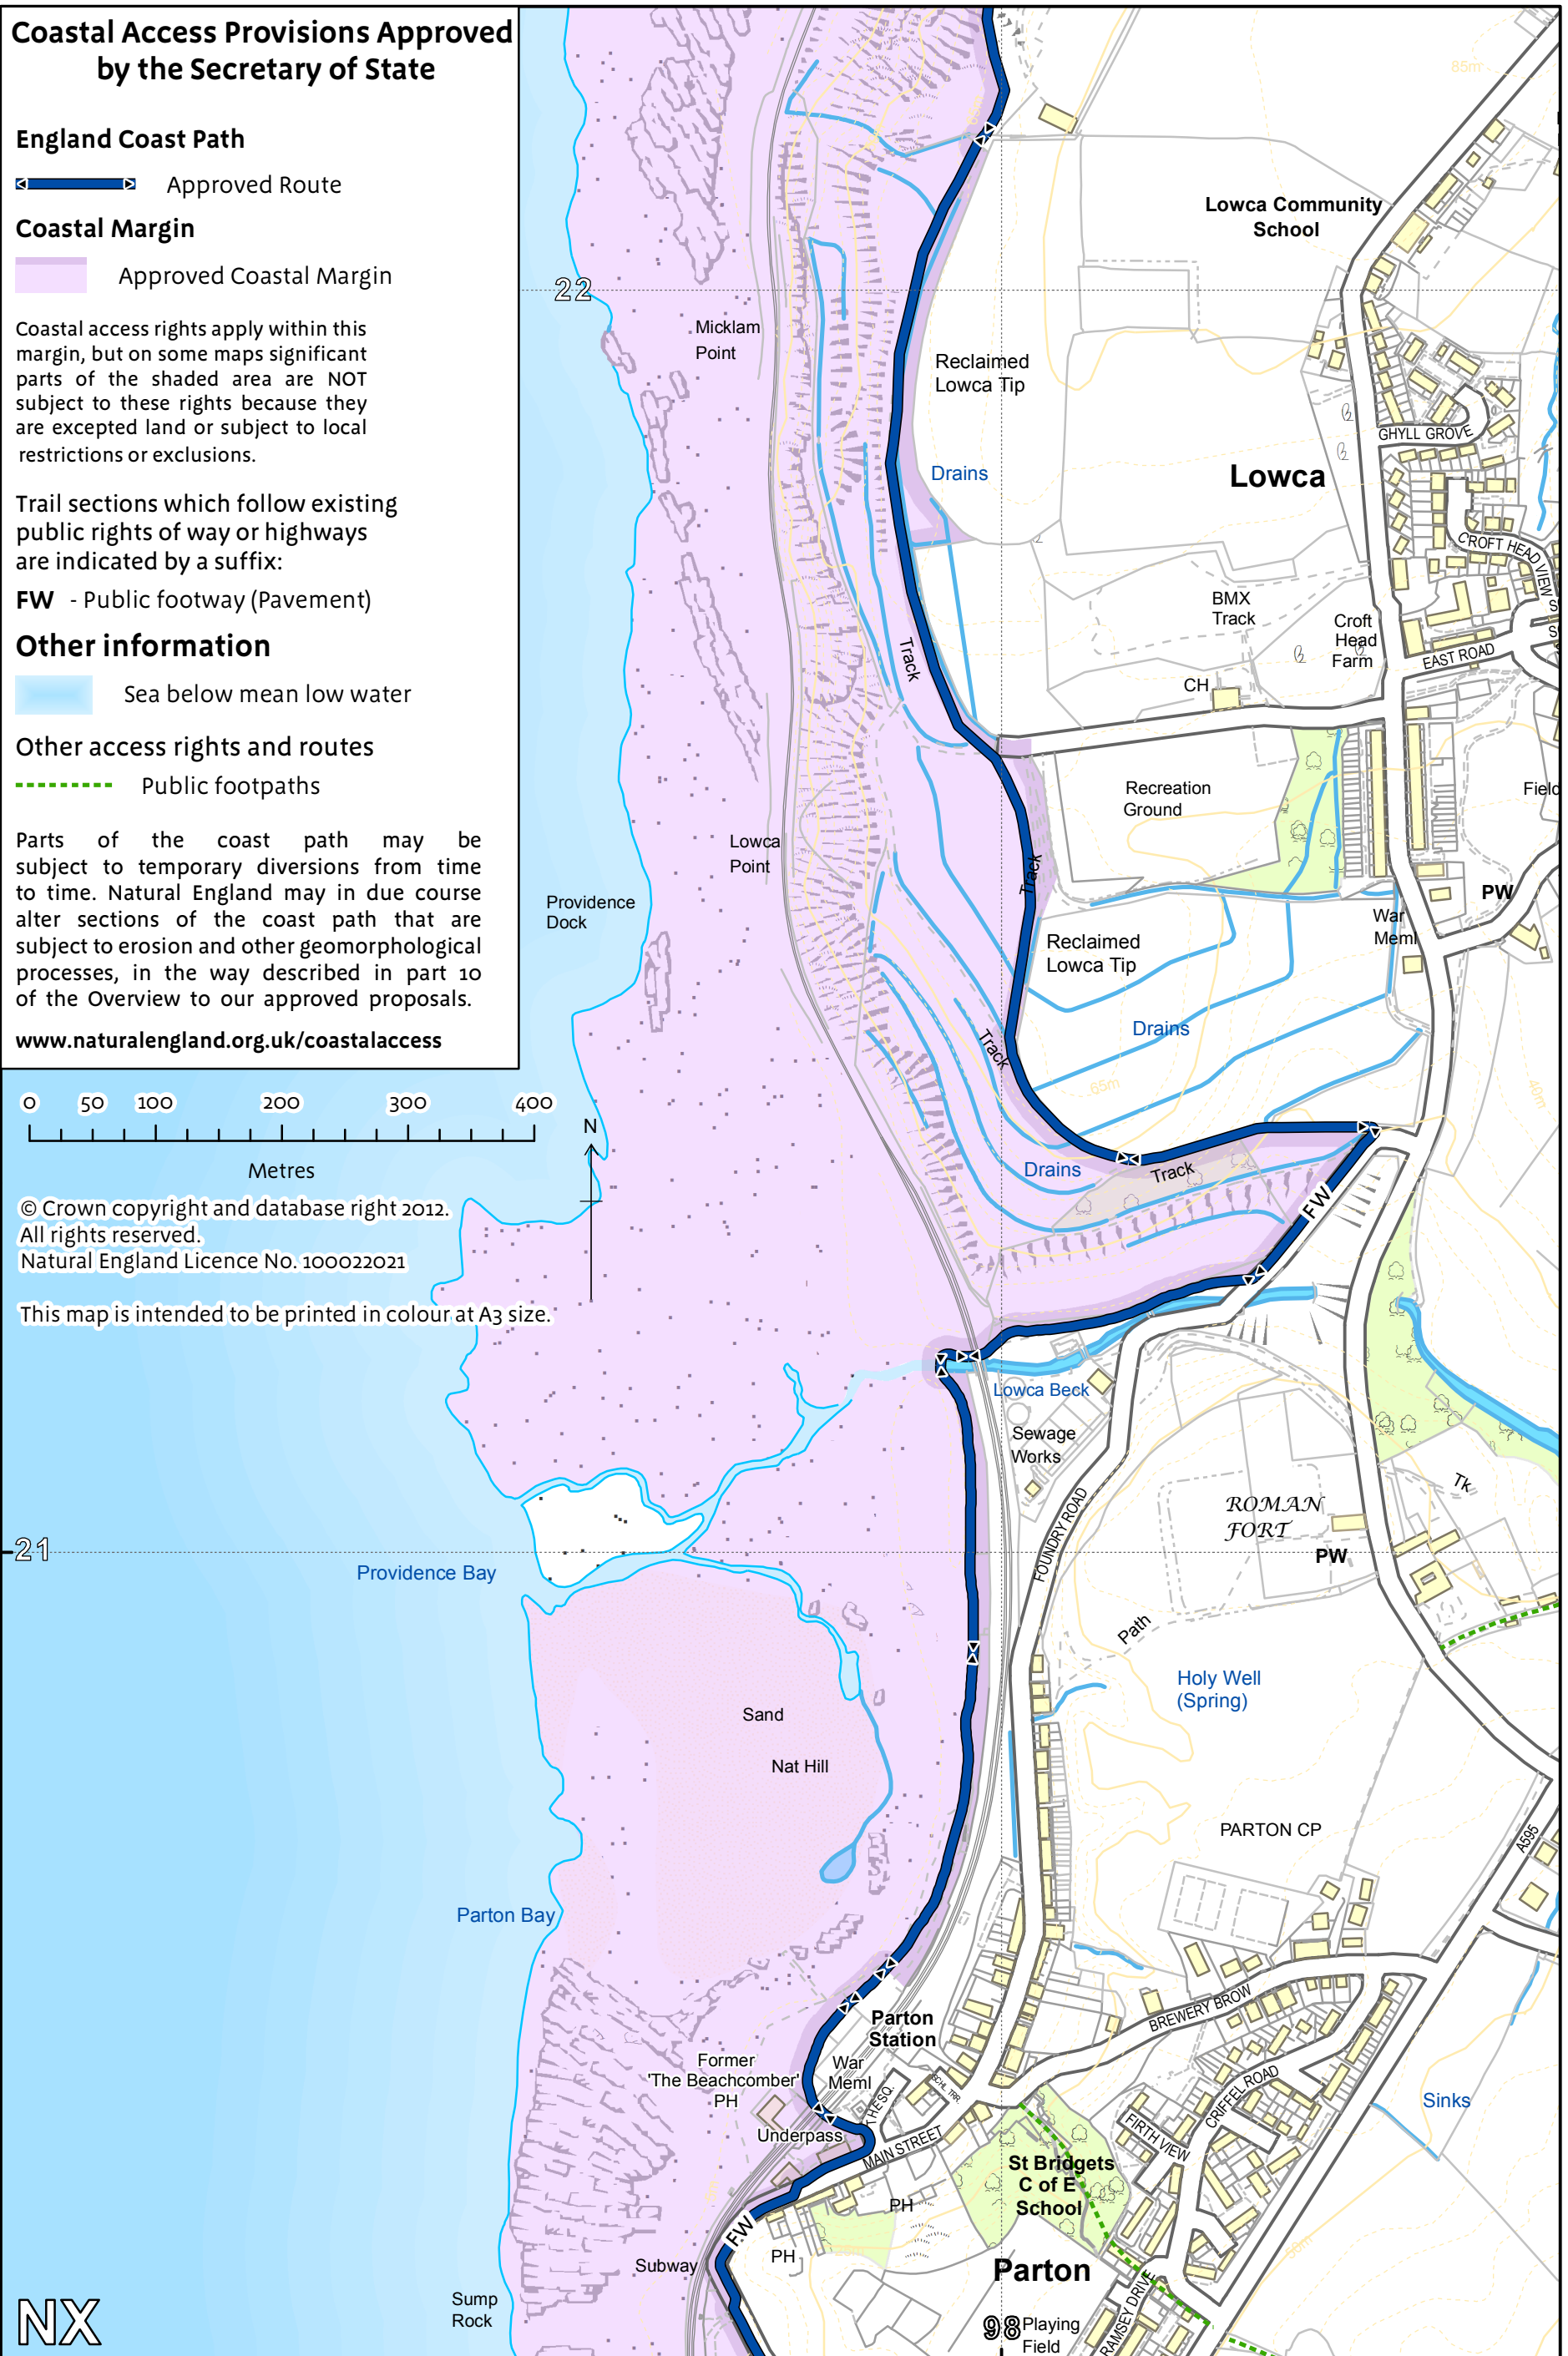 Coastal Access Provisions Approved
by the Secretary of State
England Coast Path
Approved Route
Coastal Margin
Approved Coastal Margin
Coastal access rights apply within this
margin, but on some maps significant
parts of the shaded area are NOT
subject to these rights because they
are excepted land or subject to local
restrictions or exclusions.
Trail sections which follow existing
public rights of way or highways
are indicated by a suffix:
FW - Public footway (Pavement)
Other information
Sea below mean low water
Other access rights and routes
Public footpaths
Parts of the coast path may be
subject to temporary diversions from time
to time. Natural England may in due course
alter sections of the coast path that are
subject to erosion and other geomorphological
processes, in the way described in part 10
of the Overview to our approved proposals.
www.naturalengland.org.uk/coastalaccess
0 50 100 200 300 400
Metres
N
© Crown copyright and database right 2012.
All rights reserved.
Natural England Licence No. 100022021
This map is intended to be printed in colour at A3 size.
85m
Lowca Community
School
22
Micklam
Point
Reclaimed
Lowca Tip
GHYLL GROVE
Drains
Lowca
CROFT HEAD VIEW
BMX
Track
Croft
Head
Farm
EAST ROAD
Track
CH
Recreation
Ground
Field
Lowca
Point
Track
Providence
Dock
PW
War
Meml
Reclaimed
Lowca Tip
Drains
Track
65m
40m
Drains
Track
FW
Lowca Beck
Sewage
Works
FOUNDRY ROAD
Tk
ROMAN
FORT
PW
21
Providence Bay
Path
Holy Well
(Spring)
Sand
Nat Hill
PARTON CP
A595
Parton Bay
BREWERY BROW
Parton
Station
War
Meml
Former
'The Beachcomber'
PH
THE SQ.
SCHL TRR.
Underpass
MAIN STREET
CRIFFEL ROAD
FIRTH VIEW
Sinks
St Bridgets
C of E
School
PH
FW
PH
Subway
Parton
50m
RAMSEY DRIVE
Sump
Rock
NX
98
Playing
Field